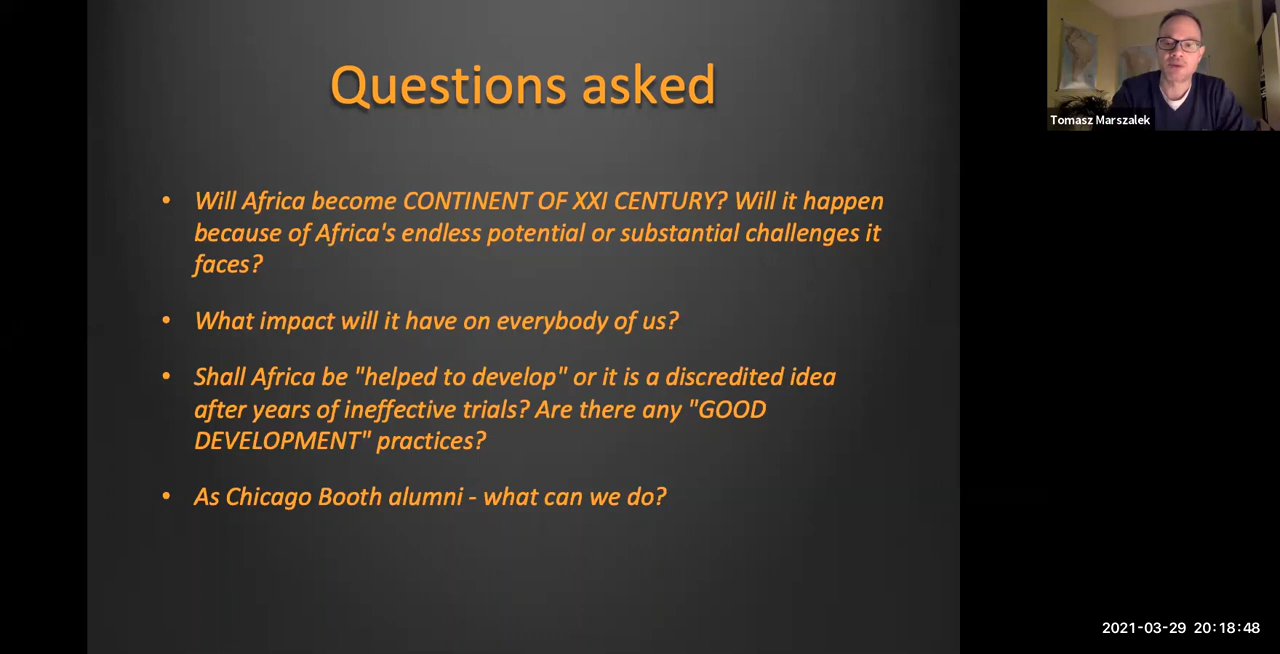 Questions asked
• Will Africa become CONTINENT OF XXI CENTURY? Will it happen
because of Africa's endless potential or substantial challenges it
faces?
• What impact will it have on everybody of us?
• Shall Africa be "helped to develop" or it is a discredited idea
after years of ineffective trials? Are there any "GOOD
DEVELOPMENT" practices?
• As Chicago Booth alumni - what can we do?
Tomasz Marszalek
2021-03-29 20:18:48